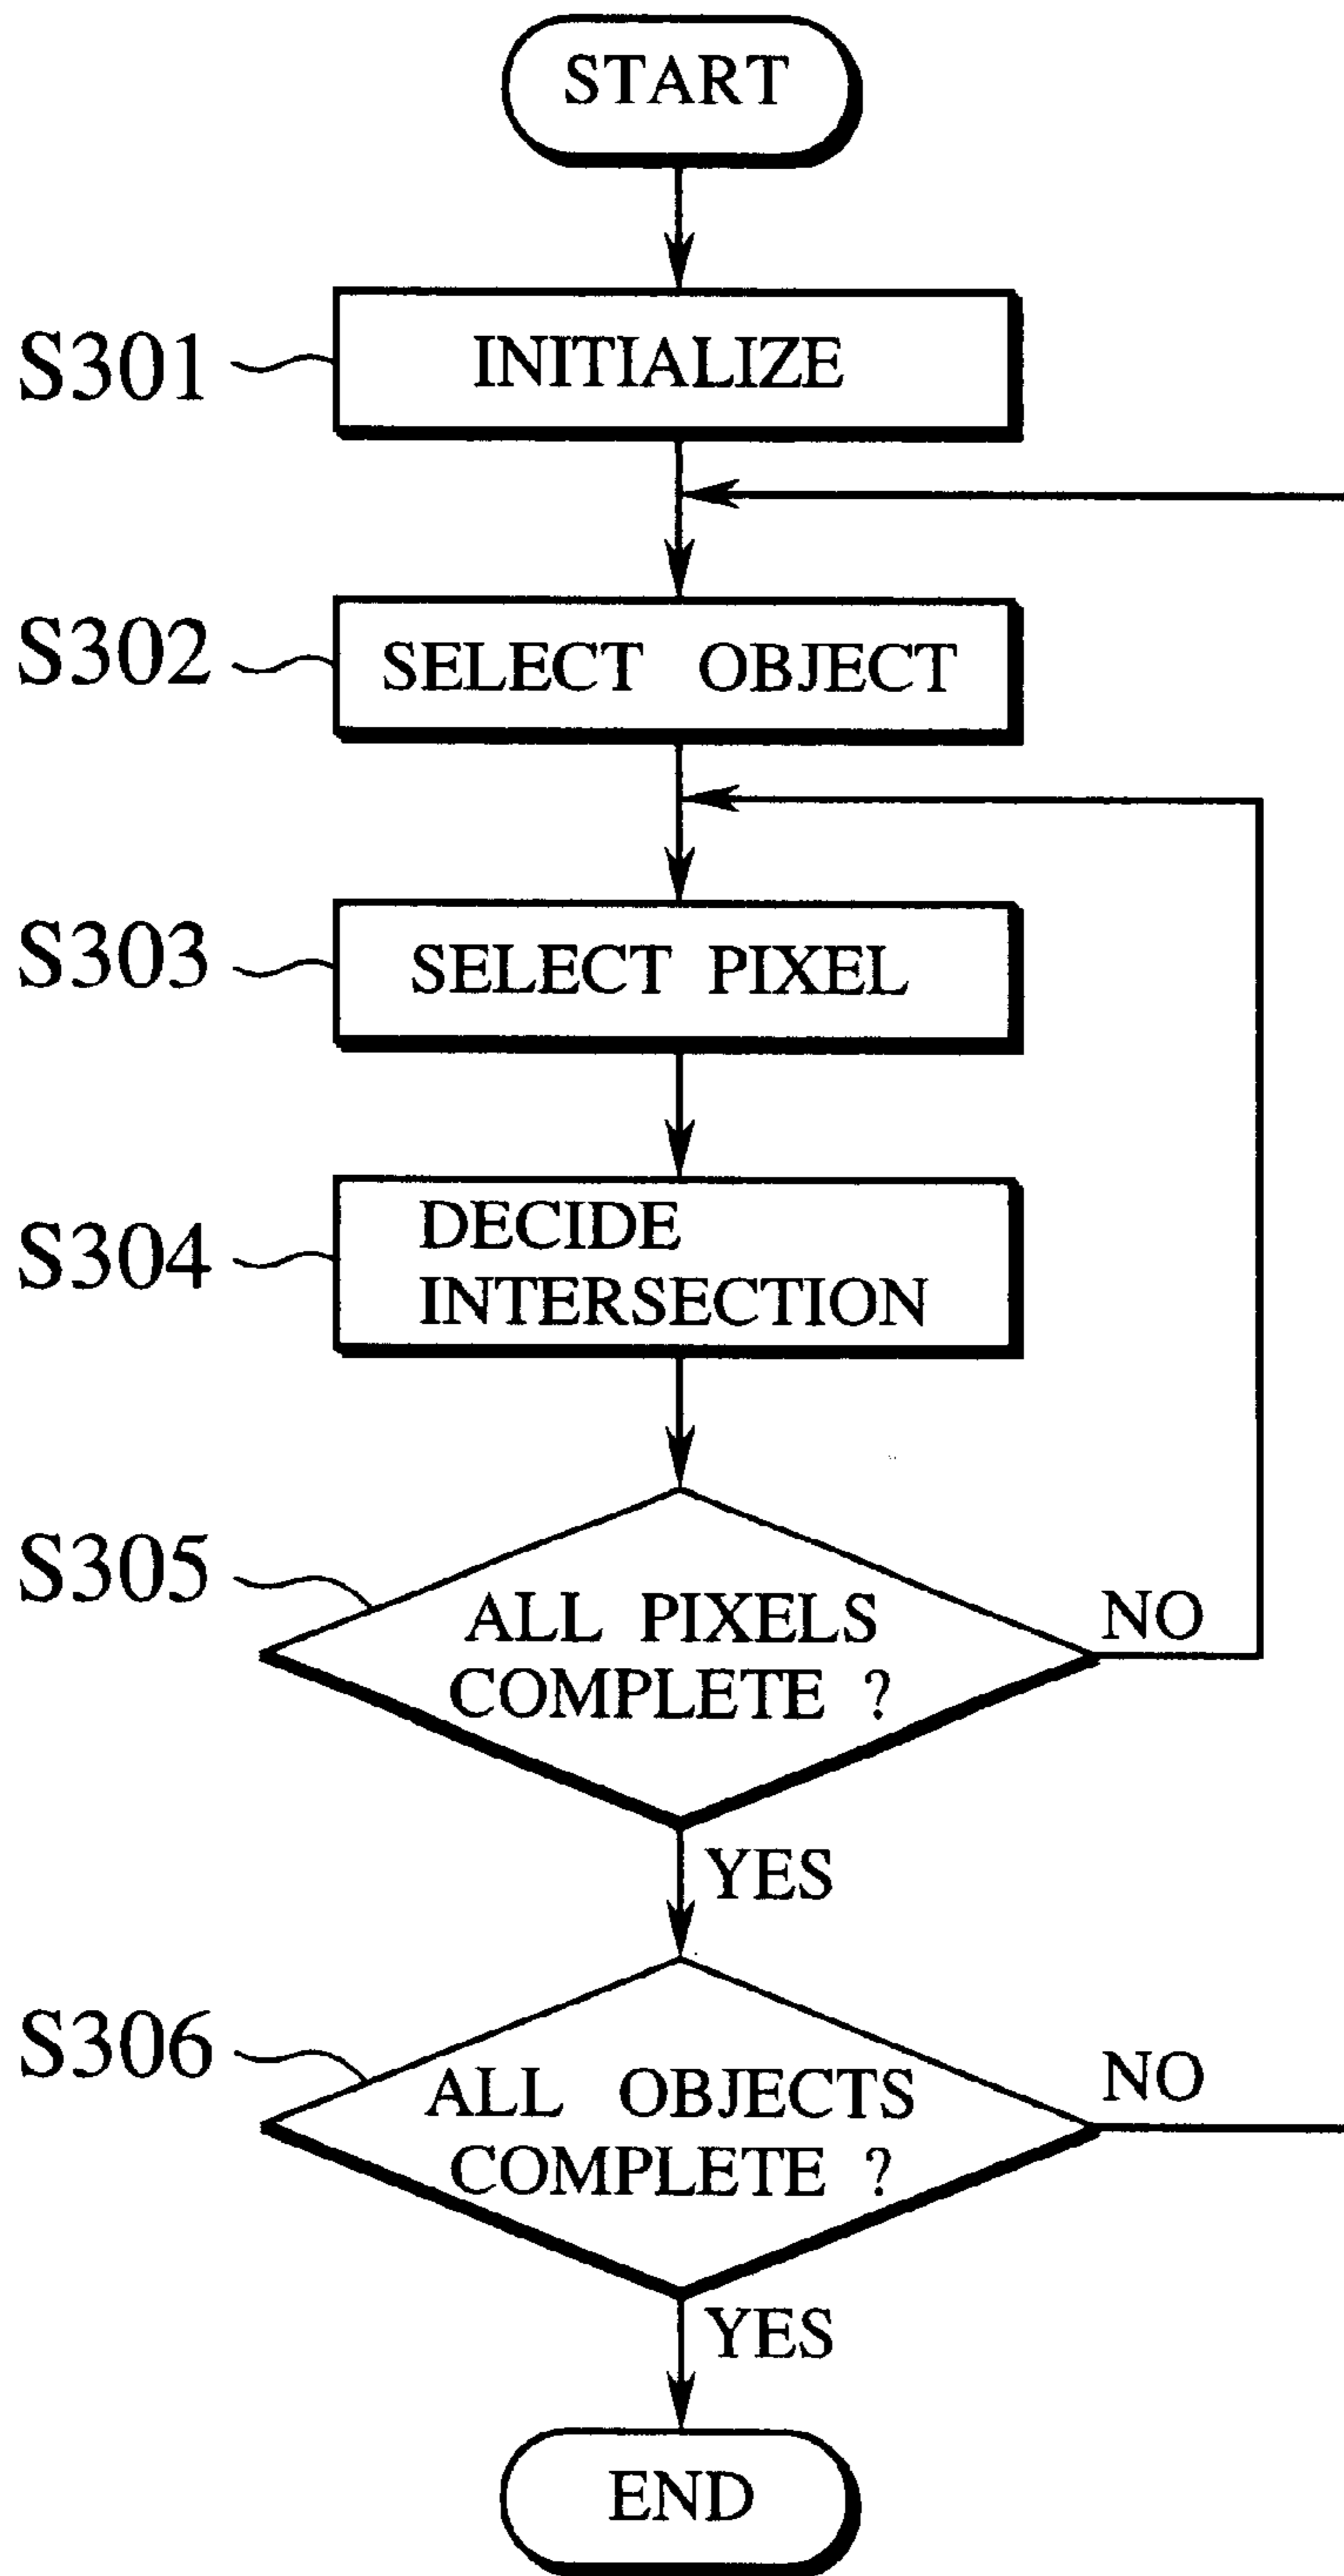 START
S301
INITIALIZE
S302
SELECT OBJECT
S303
SELECT PIXEL
S304
DECIDE
INTERSECTION
S305
ALL PIXELS
COMPLETE ?
NO
YES
S306
ALL OBJECTS
COMPLETE ?
NO
YES
END